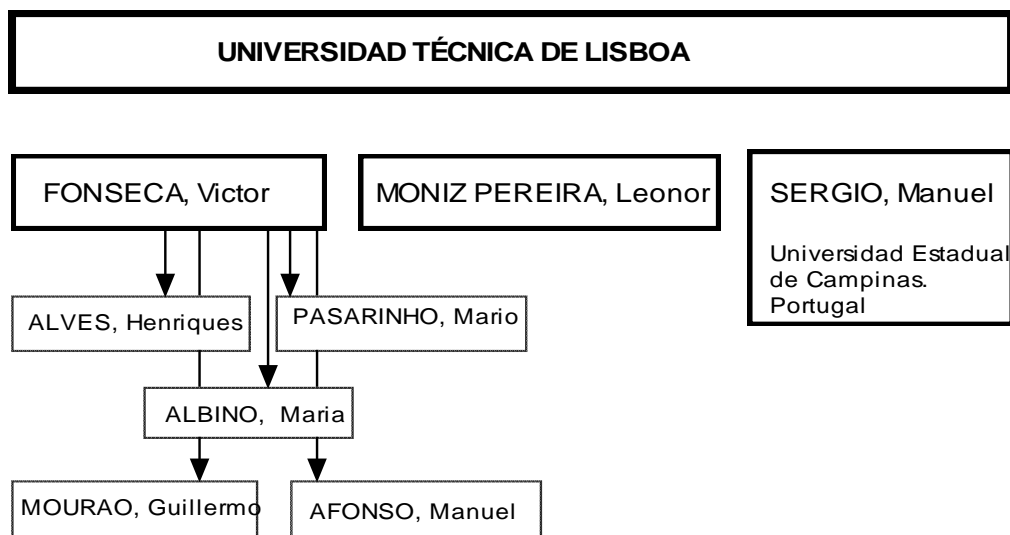 UNIVERSIDAD TÉCNICA DE LISBOA
FONSECA, Victor
MONIZ PEREIRA, Leonor
SERGIO, Manuel
Universidad Estadual
de Campinas.
Portugal
ALVES, Henriques
PASARINHO, Mario
ALBINO, Maria
MOURAO, Guillermo
AFONSO, Manuel